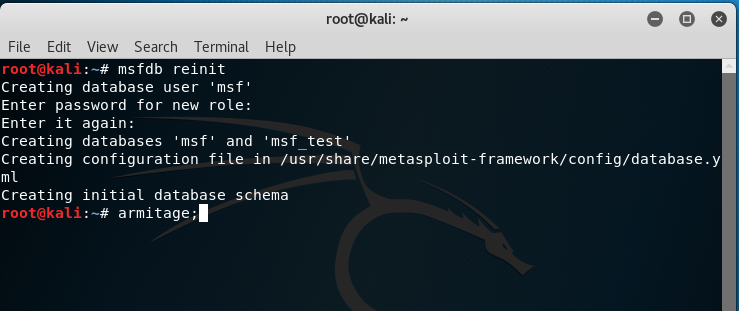 root@kali: ~
File Edit View Search Terminal Help
root@kali:~# msfdb reinit
Creating database user 'msf'
Enter password for new role:
Enter it again:
Creating databases 'msf' and 'msf_test'
Creating configuration file in /usr/share/metasploit-framework/config/database.y
ml
Creating initial database schema
root@kali:~# armitage;